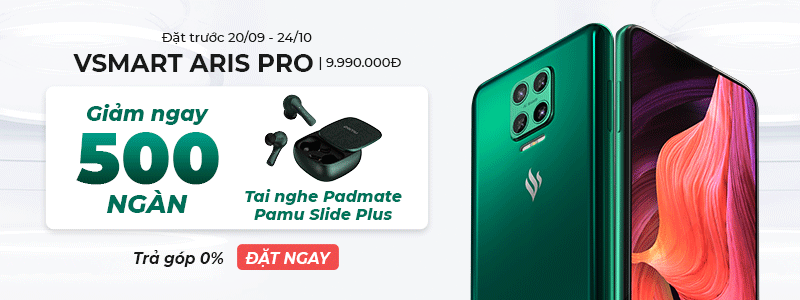 Đặt trước 20/09 - 24/10
VSMART ARIS PRO | 9.990.000Đ
Giảm ngay
500
NGÀN
Tai nghe Padmate
Pamu Slide Plus
Trả góp 0%
ĐẶT NGAY